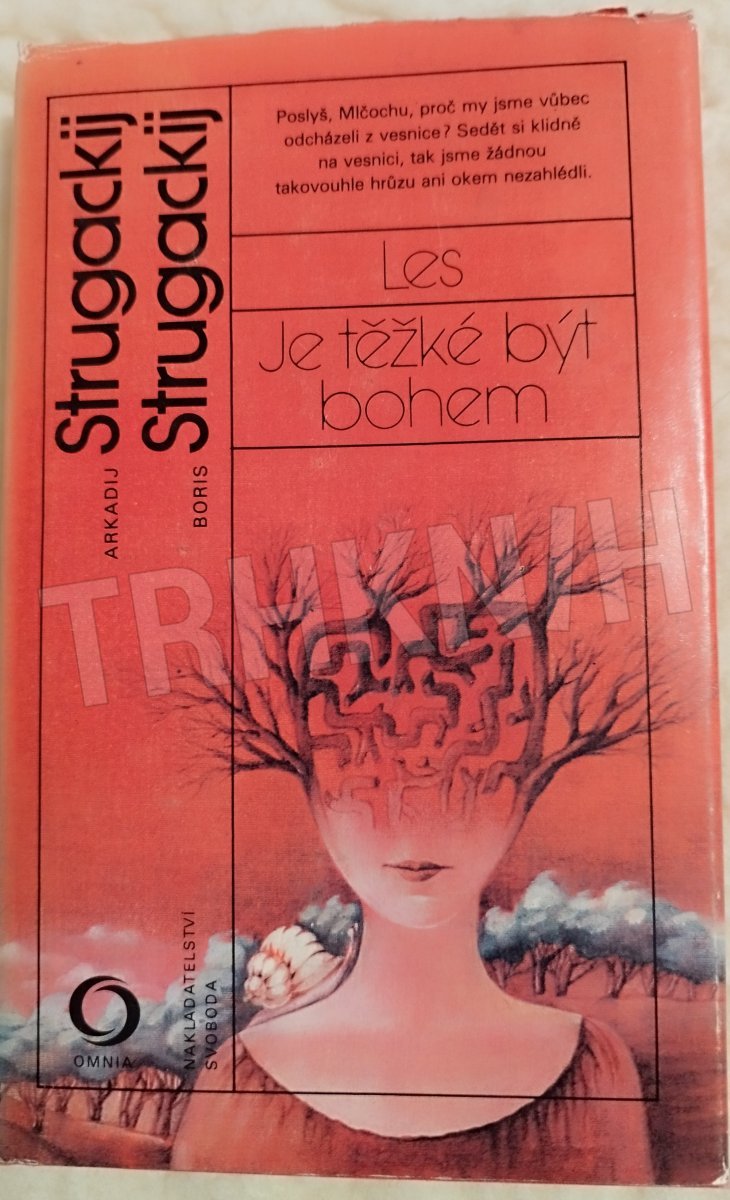 ARKADIJ Strugackij
BORIS Strugackij
Poslyš, Mlčochu, proč my jsme vůbec
odcházeli z vesnice? Sedět si klidně
na vesnici, tak jsme žádnou
takovouhle hrůzu ani okem nezahlédli.
Les
Je těžké být
bohem
TRHKNIH
OMNIA
NAKLADATELSTVÍ
SVOBODA